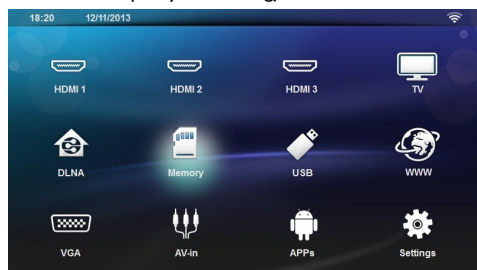 18:20 12/11/2013
HDMI 1 HDMI 2 HDMI 3 TV
DLNA Memory USB WWW
VGA AV-in APPs Settings